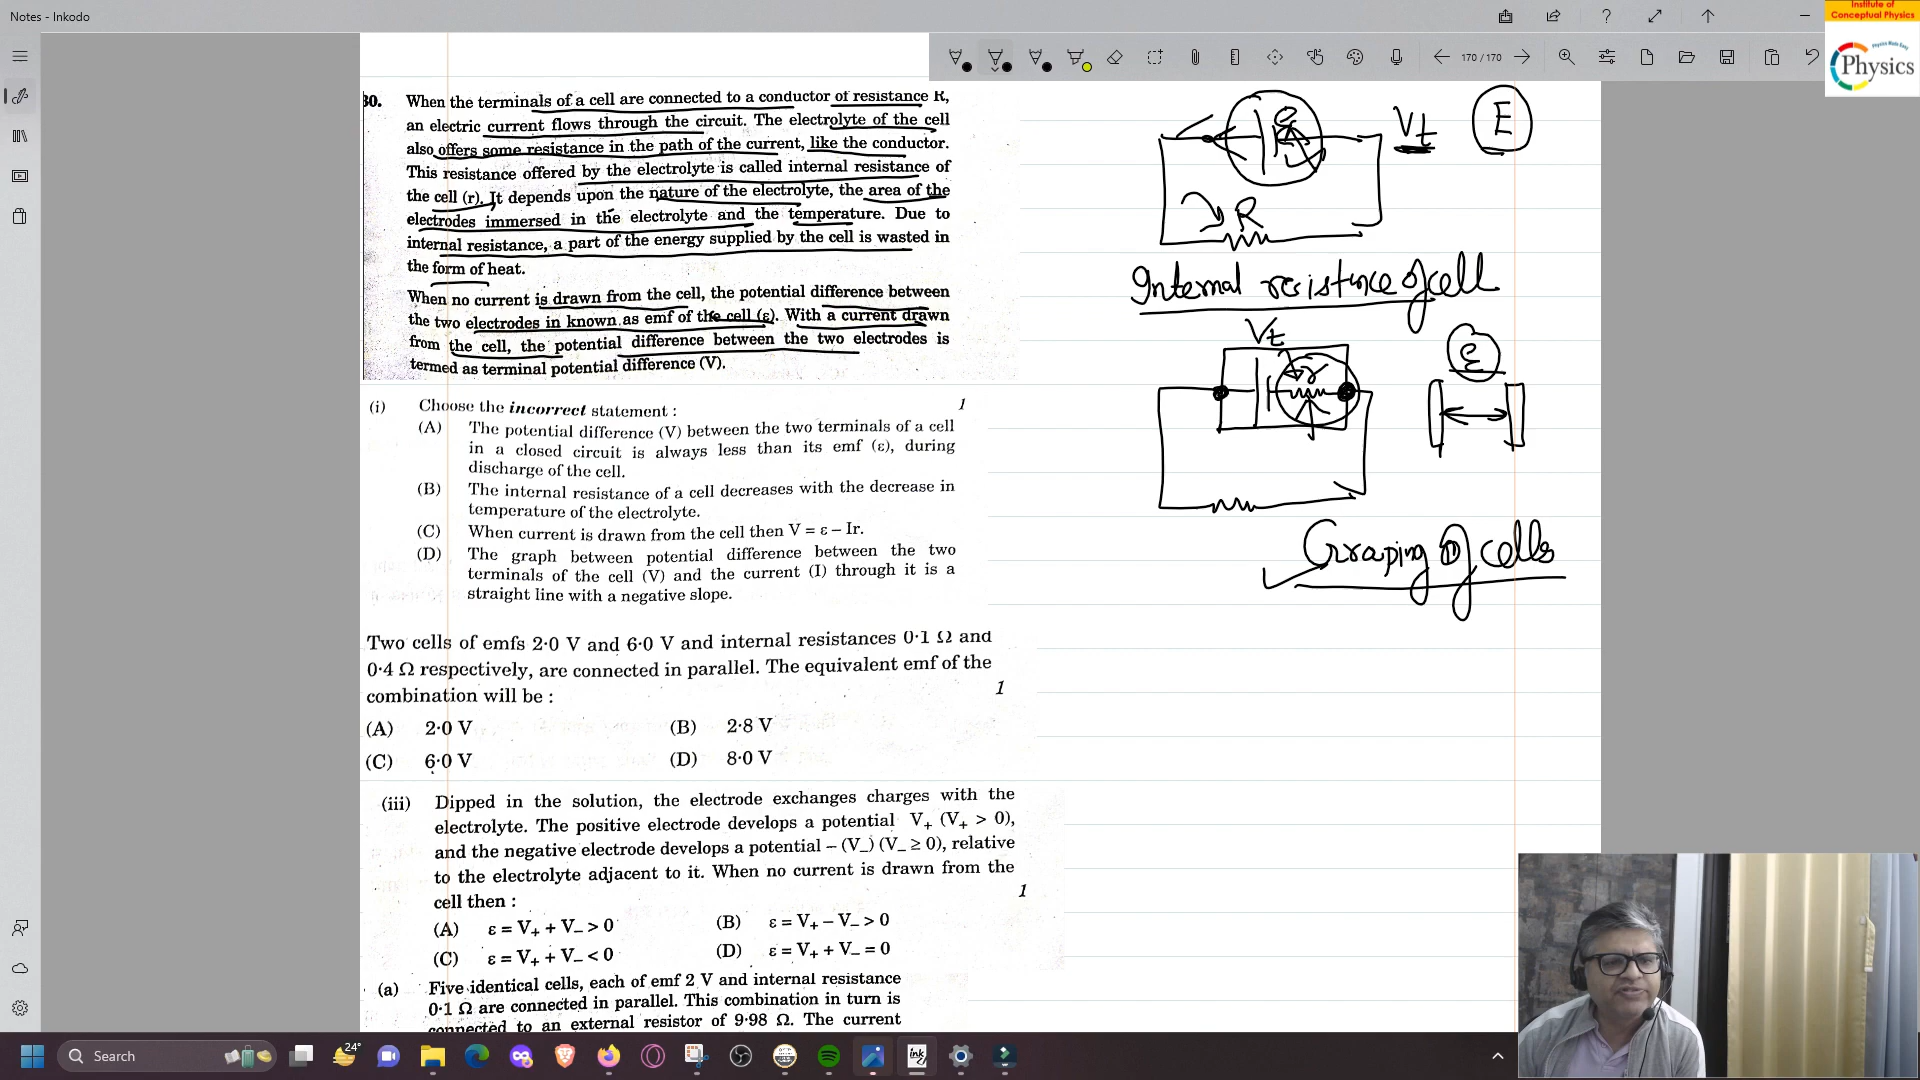 Notes - Inkodo
Institute of
Conceptual Physics
Physics Made Easy
Physics
170 / 170
30. When the terminals of a cell are connected to a conductor of resistance R,
an electric current flows through the circuit. The electrolyte of the cell
also offers some resistance in the path of the current, like the conductor.
This resistance offered by the electrolyte is called internal resistance of
the cell (r). It depends upon the nature of the electrolyte, the area of the
electrodes immersed in the electrolyte and the temperature. Due to
internal resistance, a part of the energy supplied by the cell is wasted in
the form of heat.
When no current is drawn from the cell, the potential difference between
the two electrodes in known as emf of the cell (ε). With a current drawn
from the cell, the potential difference between the two electrodes is
termed as terminal potential difference (V).
(i) Choose the incorrect statement : 1
(A) The potential difference (V) between the two terminals of a cell
in a closed circuit is always less than its emf (ε), during
discharge of the cell.
(B) The internal resistance of a cell decreases with the decrease in
temperature of the electrolyte.
(C) When current is drawn from the cell then V = ε – Ir.
(D) The graph between potential difference between the two
terminals of the cell (V) and the current (I) through it is a
straight line with a negative slope.
Two cells of emfs 2·0 V and 6·0 V and internal resistances 0·1 Ω and
0·4 Ω respectively, are connected in parallel. The equivalent emf of the
combination will be : 1
(A) 2·0 V (B) 2·8 V
(C) 6·0 V (D) 8·0 V
(iii) Dipped in the solution, the electrode exchanges charges with the
electrolyte. The positive electrode develops a potential V₊ (V₊ > 0),
and the negative electrode develops a potential – (V₋) (V₋ ≥ 0), relative
to the electrolyte adjacent to it. When no current is drawn from the
cell then : 1
(A) ε = V₊ + V₋ > 0 (B) ε = V₊ – V₋ > 0
(C) ε = V₊ + V₋ < 0 (D) ε = V₊ + V₋ = 0
(a) Five identical cells, each of emf 2 V and internal resistance
0·1 Ω are connected in parallel. This combination in turn is
connected to an external resistor of 9·98 Ω. The current
Vt E
R
Internal resistence of cell
Vt
r
ε
Graping of cells
Search
24°
ink